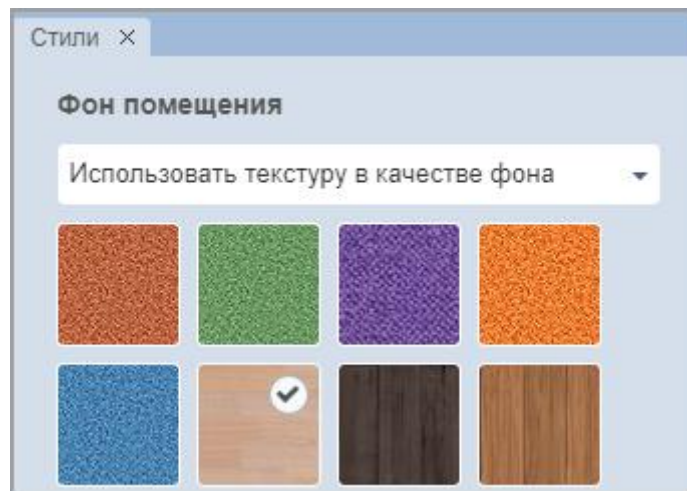 Стили ×
Фон помещения
Использовать текстуру в качестве фона